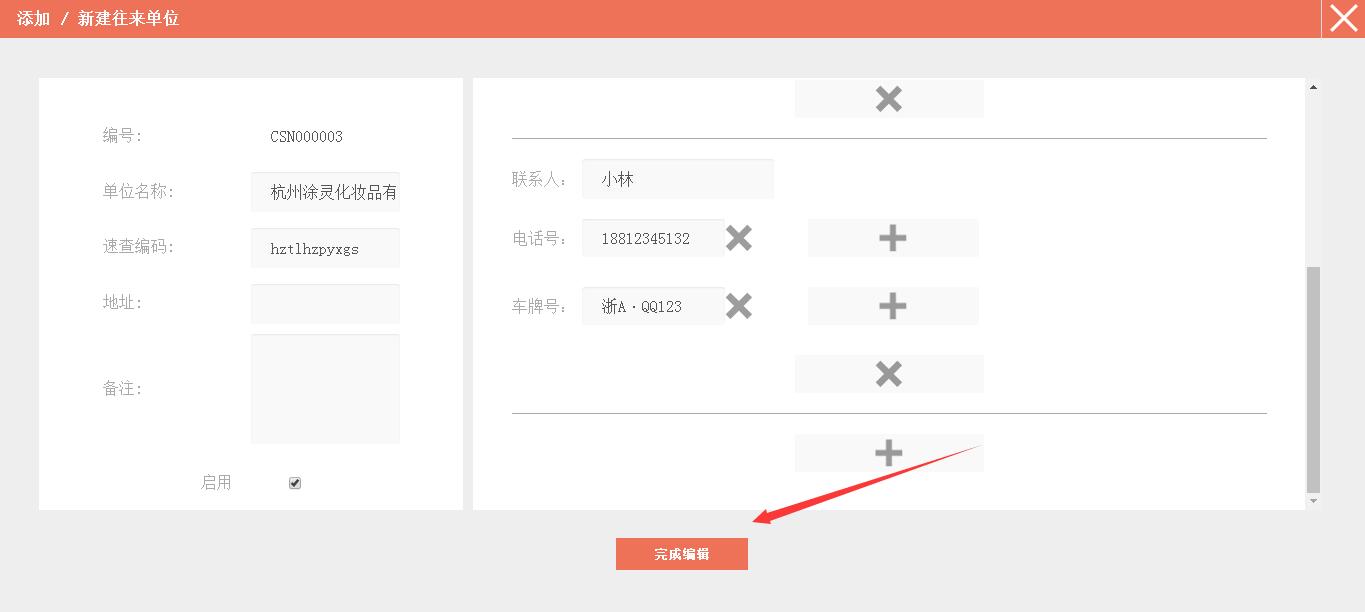 添加 / 新建往来单位
编号: CSN000003
单位名称: 杭州涂灵化妆品有
速查编码: hztlhzpyxgs
地址:
备注:
启用
联系人: 小林
电话号: 18812345132
车牌号: 浙A·QQ123
完成编辑